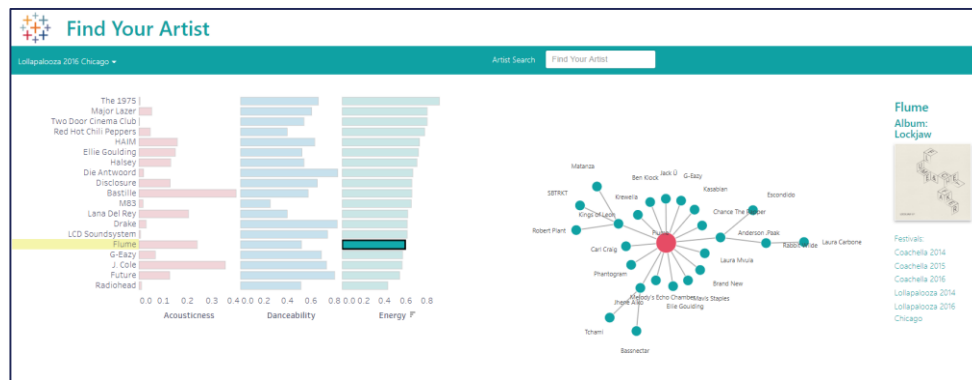 Find Your Artist
Lollapalooza 2016 Chicago
Artist Search
Find Your Artist
The 1975
Major Lazer
Two Door Cinema Club
Red Hot Chili Peppers
HAIM
Ellie Goulding
Halsey
Die Antwoord
Disclosure
Bastille
M83
Lana Del Rey
Drake
LCD Soundsystem
Flume
G-Eazy
J. Cole
Future
Radiohead
0.0 0.1 0.2 0.3 0.4
Acousticness
0.0 0.2 0.4 0.6 0.8
Danceability
0.0 0.2 0.4 0.6 0.8
Energy
Matanza
SBTRKT
Kings of Leon
Robert Plant
Krewella
Ben Klock
Jack Ü
G-Eazy
Kasabian
Chance The Rapper
Escondido
Anderson .Paak
Laura Carbone
Flume
Carl Craig
Phantogram
Laura Mvula
Brand New
Mavis Staples
Ellie Goulding
Melody's Echo Chamber
Jhené Aiko
Tchami
Bassnectar
Flume
Album:
Lockjaw
Festivals:
Coachella 2014
Coachella 2015
Coachella 2016
Lollapalooza 2014
Lollapalooza 2016
Chicago